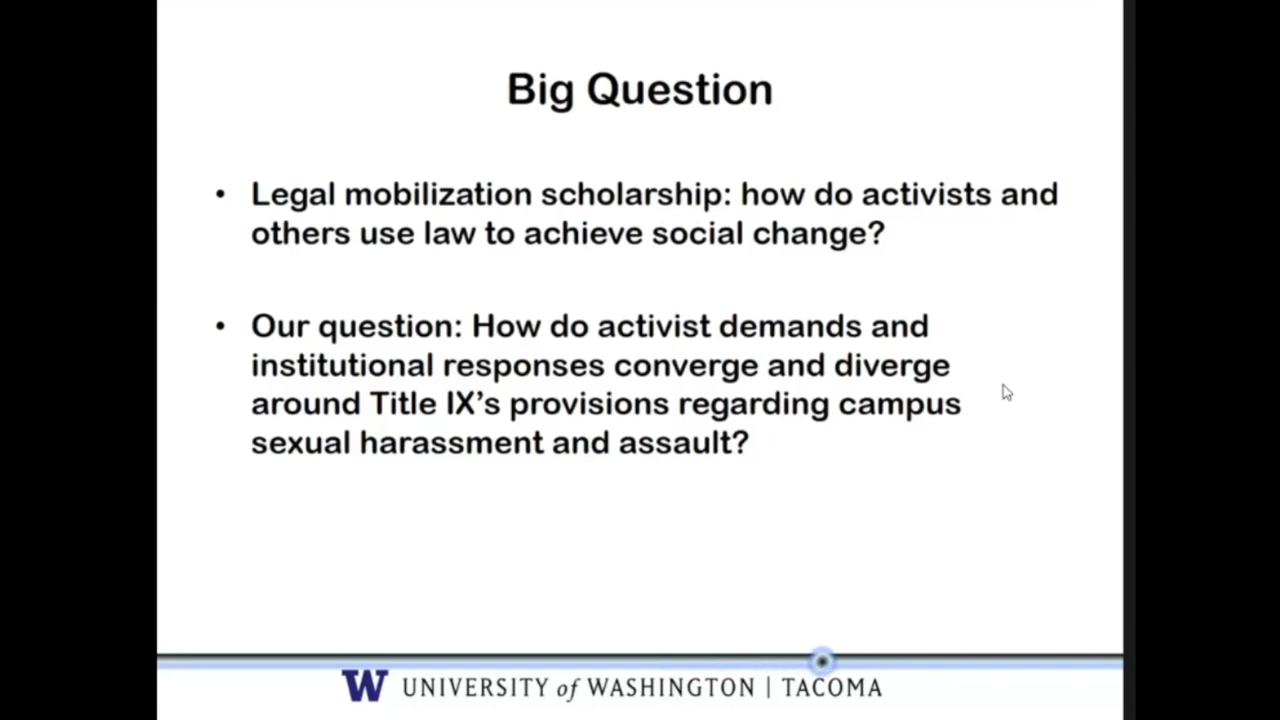 Big Question
• Legal mobilization scholarship: how do activists and
others use law to achieve social change?
• Our question: How do activist demands and
institutional responses converge and diverge
around Title IX’s provisions regarding campus
sexual harassment and assault?
W UNIVERSITY of WASHINGTON | TACOMA